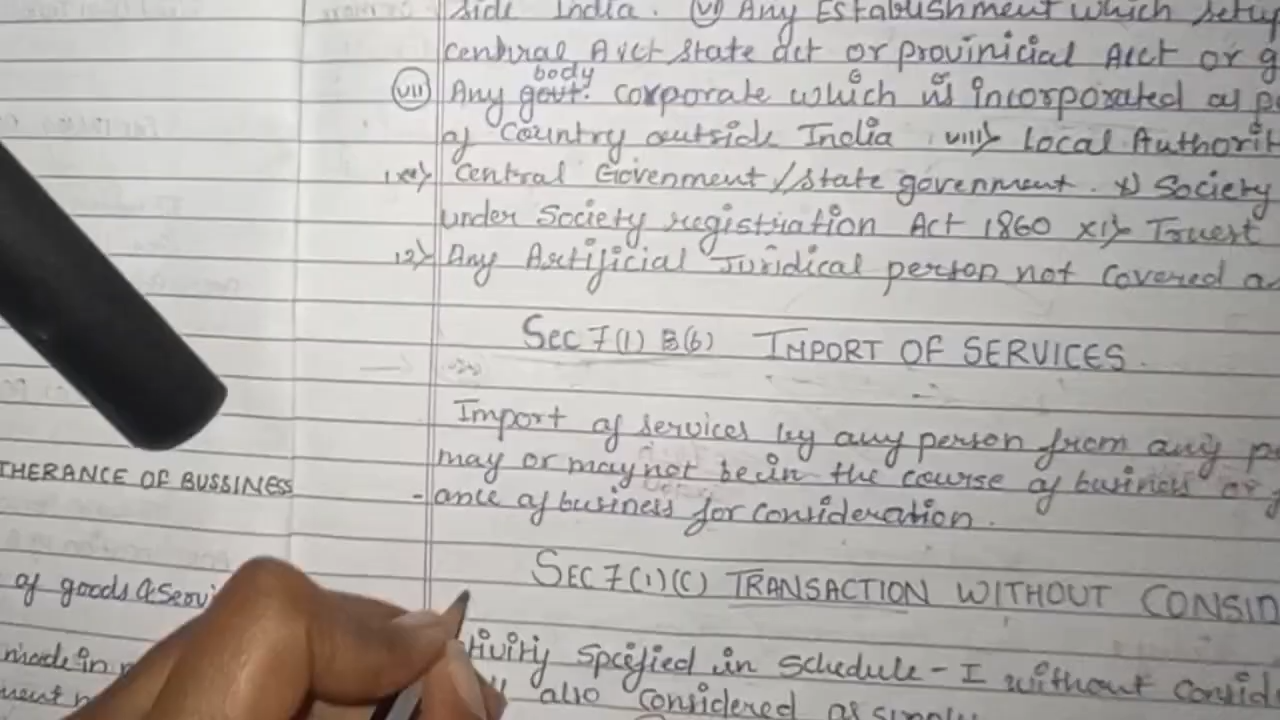 side India. (vi) Any Establishment which setup
central Act state act or provinicial Act or g
body
(vii) Any govt. corporate which is incorporated as p
of Country outside India viii) Local Authorit
Central Govenment/state govenment. x) Society
under Society registration Act 1860 xi) Trust
12) Any Artificial Juridical person not Covered a
SEC 7(1) B(b) IMPORT OF SERVICES.
Import of services by any person from any p
may or may not be in the course of business or f
THERANCE OF BUSSINESS
-ance of business for consideration.
SEC 7(1)(C) TRANSACTION WITHOUT CONSID
of goods & Servi
tivity Specified in Schedule-I without consid
made in
also considered as supply
ment